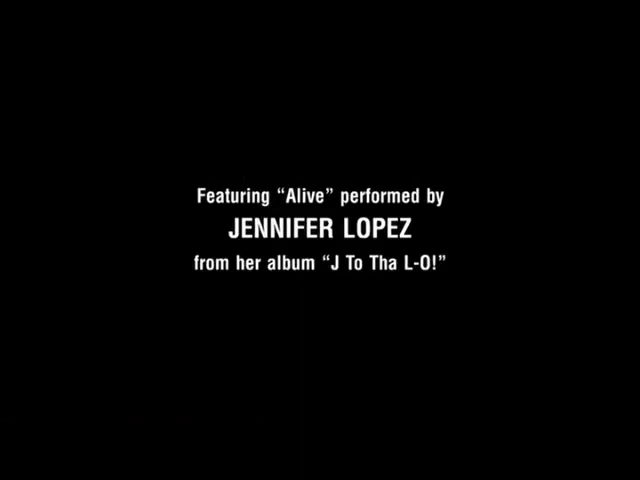 Featuring “Alive” performed by
JENNIFER LOPEZ
from her album “J To Tha L-O!”